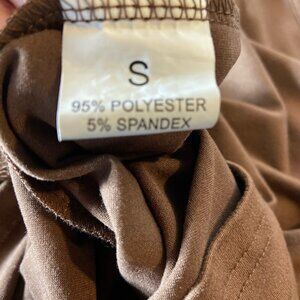 S
95% POLYESTER
5% SPANDEX